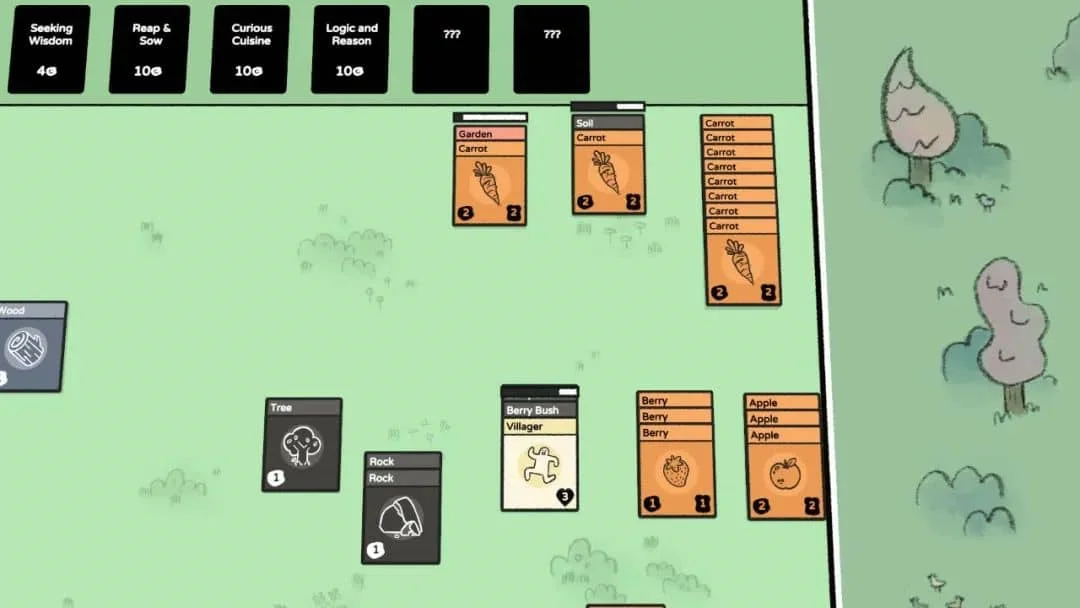 Seeking
Wisdom
4
Reap &
Sow
10
Curious
Cuisine
10
Logic and
Reason
10
???
???
Garden
Carrot
2 2
Soil
Carrot
2 2
Carrot
Carrot
Carrot
Carrot
Carrot
Carrot
Carrot
Carrot
2 2
Wood
Tree
1
Rock
Rock
1
Berry Bush
Villager
3
Berry
Berry
Berry
1 1
Apple
Apple
Apple
2 2